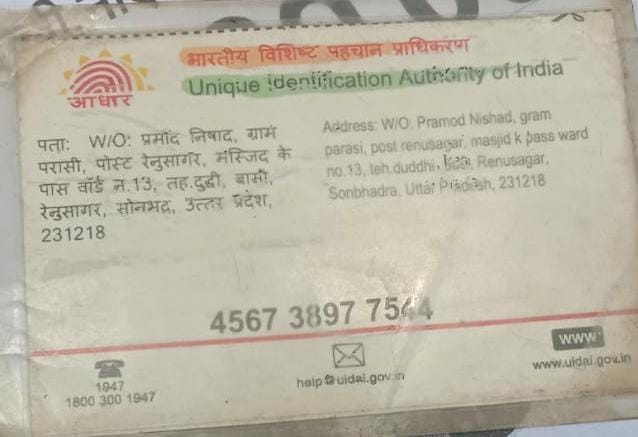 आधार
भारतीय विशिष्ट पहचान प्राधिकरण
Unique Identification Authority of India
पता: W/O: प्रमोद निषाद, ग्राम
परासी, पोस्ट रेनुसागर, मस्जिद के
पास वॉर्ड न.13, तह.दुद्धी, बासी,
रेनुसागर, सोनभद्र, उत्तर प्रदेश,
231218
Address: W/O: Pramod Nishad, gram
parasi, post renusagar, masjid k pass ward
no.13, teh.duddhi, Renusagar,
Sonbhadra, Uttar Pradesh, 231218
4567 3897
1947
1800 300 1947
help@uidai.gov.in
WWW
www.uidai.gov.in